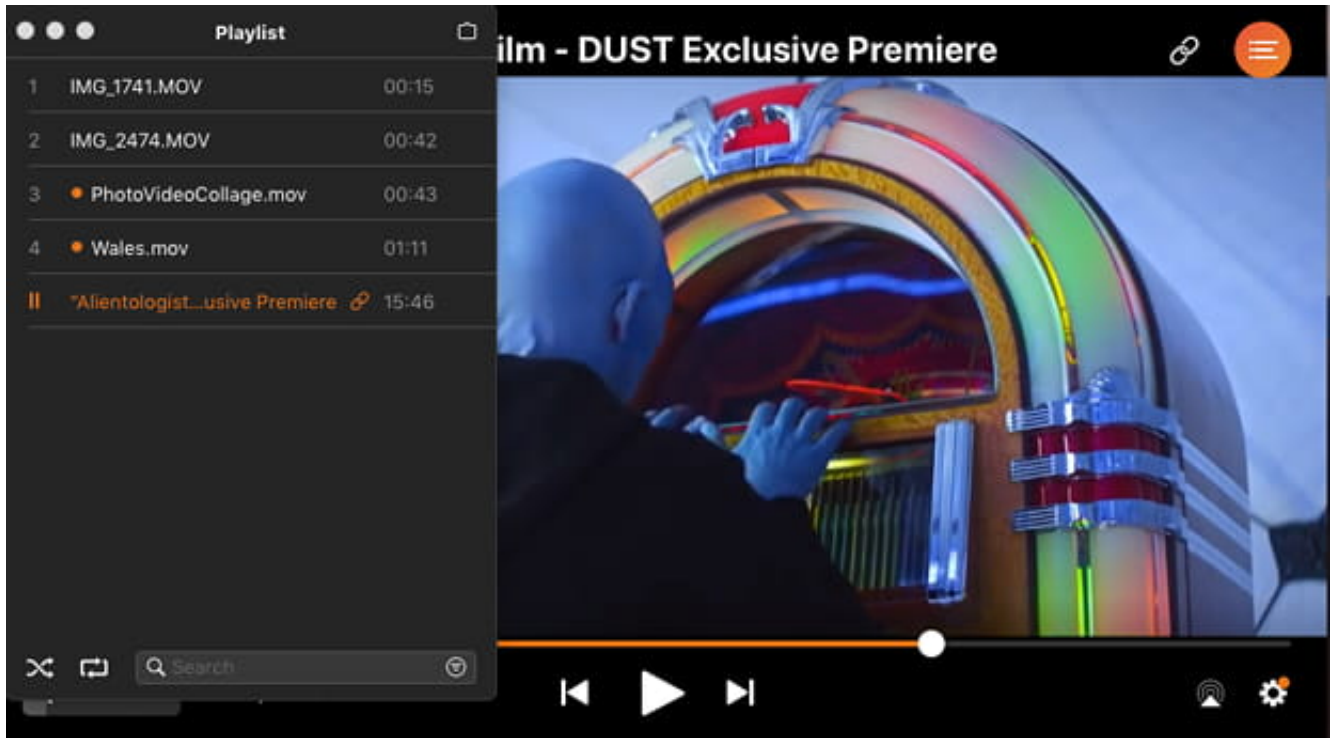 Playlist
ilm - DUST Exclusive Premiere
1 IMG_1741.MOV 00:15
2 IMG_2474.MOV 00:42
3 PhotoVideoCollage.mov 00:43
4 Wales.mov 01:11
"Alientologist...usive Premiere 15:46
Search